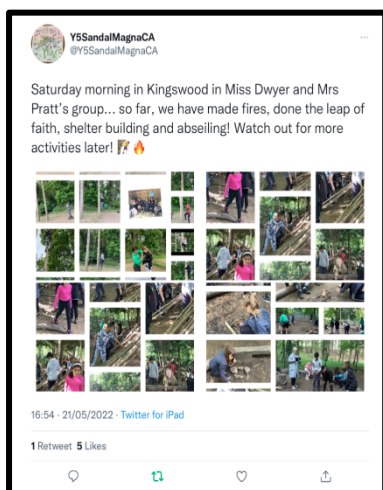 Y5SandalMagnaCA
@Y5SandalMagnaCA
Saturday morning in Kingswood in Miss Dwyer and Mrs
Pratt's group... so far, we have made fires, done the leap of
faith, shelter building and abseiling! Watch out for more
activities later! 🧗🔥
16:54 · 21/05/2022 · Twitter for iPad
1 Retweet 5 Likes